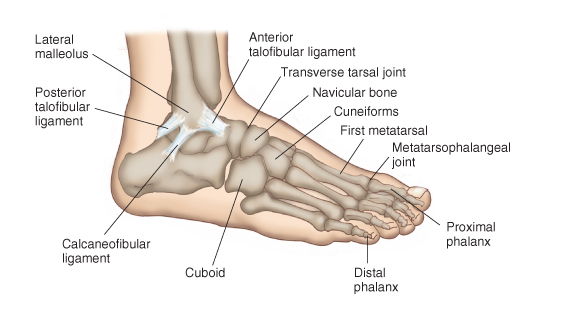 Lateral
malleolus
Posterior
talofibular
ligament
Calcaneofibular
ligament
Cuboid
Anterior
talofibular ligament
Transverse tarsal joint
Navicular bone
Cuneiforms
First metatarsal
Metatarsophalangeal
joint
Proximal
phalanx
Distal
phalanx